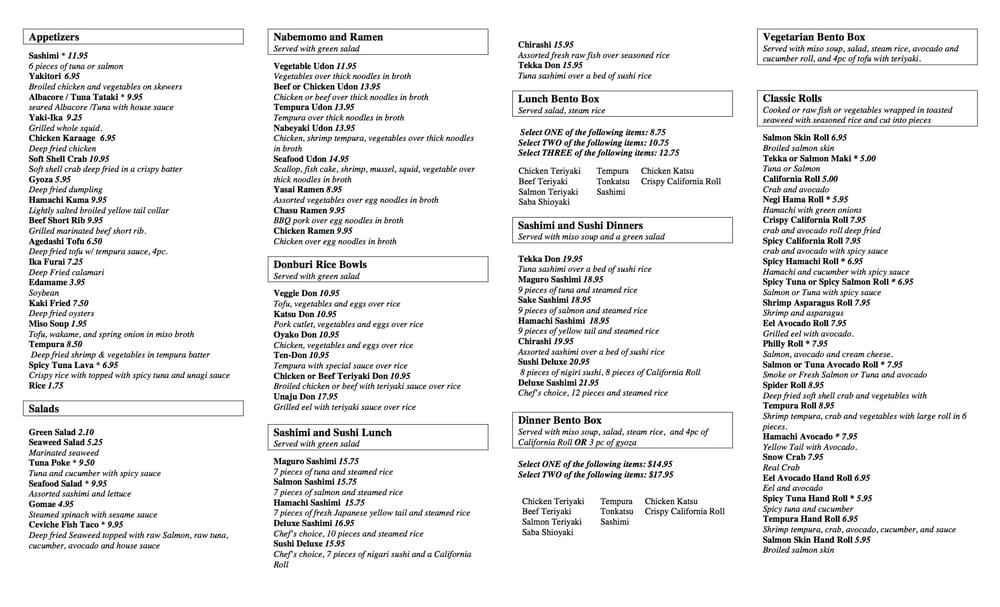 Appetizers
Sashimi * 11.95
6 pieces of tuna or salmon
Yakitori 6.95
Broiled chicken and vegetables on skewers
Albacore / Tuna Tataki * 9.95
seared Albacore /Tuna with house sauce
Yaki-Ika 9.25
Grilled whole squid.
Chicken Karaage 6.95
Deep fried chicken
Soft Shell Crab 10.95
Soft shell crab deep fried in a crispy batter
Gyoza 5.95
Deep fried dumpling
Hamachi Kama 9.95
Lightly salted broiled yellow tail collar
Beef Short Rib 9.95
Grilled marinated beef short rib.
Agedashi Tofu 6.50
Deep fried tofu w/ tempura sauce, 4pc.
Ika Furai 7.25
Deep Fried calamari
Edamame 3.95
Soybean
Kaki Fried 7.50
Deep fried oysters
Miso Soup 1.95
Tofu, wakame, and spring onion in miso broth
Tempura 8.50
Deep fried shrimp & vegetables in tempura batter
Spicy Tuna Lava * 6.95
Crispy rice with topped with spicy tuna and unagi sauce
Rice 1.75
Salads
Green Salad 2.10
Seaweed Salad 5.25
Marinated seaweed
Tuna Poke * 9.50
Tuna and cucumber with spicy sauce
Seafood Salad * 9.95
Assorted sashimi and lettuce
Gomae 4.95
Steamed spinach with sesame sauce
Ceviche Fish Taco * 9.95
Deep fried Seaweed topped with raw Salmon, raw tuna,
cucumber, avocado and house sauce
Nabemomo and Ramen
Served with green salad
Vegetable Udon 11.95
Vegetables over thick noodles in broth
Beef or Chicken Udon 13.95
Chicken or beef over thick noodles in broth
Tempura Udon 13.95
Tempura over thick noodles in broth
Nabeyaki Udon 13.95
Chicken, shrimp tempura, vegetables over thick noodles
in broth
Seafood Udon 14.95
Scallop, fish cake, shrimp, mussel, squid, vegetable over
thick noodles in broth
Yasai Ramen 8.95
Assorted vegetables over egg noodles in broth
Chasu Ramen 9.95
BBQ pork over egg noodles in broth
Chicken Ramen 9.95
Chicken over egg noodles in broth
Donburi Rice Bowls
Served with green salad
Veggie Don 10.95
Tofu, vegetables and eggs over rice
Katsu Don 10.95
Pork cutlet, vegetables and eggs over rice
Oyako Don 10.95
Chicken, vegetables and eggs over rice
Ten-Don 10.95
Tempura with special sauce over rice
Chicken or Beef Teriyaki Don 10.95
Broiled chicken or beef with teriyaki sauce over rice
Unaju Don 17.95
Grilled eel with teriyaki sauce over rice
Sashimi and Sushi Lunch
Served with green salad
Maguro Sashimi 15.75
7 pieces of tuna and steamed rice
Salmon Sashimi 15.75
7 pieces of salmon and steamed rice
Hamachi Sashimi 15.75
7 pieces of fresh Japanese yellow tail and steamed rice
Deluxe Sashimi 16.95
Chef's choice, 10 pieces and steamed rice
Sushi Deluxe 15.95
Chef's choice, 7 pieces of nigari sushi and a California
Roll
Chirashi 15.95
Assorted fresh raw fish over seasoned rice
Tekka Don 15.95
Tuna sashimi over a bed of sushi rice
Lunch Bento Box
Served salad, steam rice
Select ONE of the following items: 8.75
Select TWO of the following items: 10.75
Select THREE of the following items: 12.75
Chicken Teriyaki Tempura Chicken Katsu
Beef Teriyaki Tonkatsu Crispy California Roll
Salmon Teriyaki Sashimi
Saba Shioyaki
Sashimi and Sushi Dinners
Served with miso soup and a green salad
Tekka Don 19.95
Tuna sashimi over a bed of sushi rice
Maguro Sashimi 18.95
9 pieces of tuna and steamed rice
Sake Sashimi 18.95
9 pieces of salmon and steamed rice
Hamachi Sashimi 18.95
9 pieces of yellow tail and steamed rice
Chirashi 19.95
Assorted sashimi over a bed of sushi rice
Sushi Deluxe 20.95
8 pieces of nigiri sushi, 8 pieces of California Roll
Deluxe Sashimi 21.95
Chef's choice, 12 pieces and steamed rice
Dinner Bento Box
Served with miso soup, salad, steam rice, and 4pc of
California Roll OR 3 pc of gyoza
Select ONE of the following items: $14.95
Select TWO of the following items: $17.95
Chicken Teriyaki Tempura Chicken Katsu
Beef Teriyaki Tonkatsu Crispy California Roll
Salmon Teriyaki Sashimi
Saba Shioyaki
Vegetarian Bento Box
Served with miso soup, salad, steam rice, avocado and
cucumber roll, and 4pc of tofu with teriyaki.
Classic Rolls
Cooked or raw fish or vegetables wrapped in toasted
seaweed with seasoned rice and cut into pieces
Salmon Skin Roll 6.95
Broiled salmon skin
Tekka or Salmon Maki * 5.00
Tuna or Salmon
California Roll 5.00
Crab and avocado
Negi Hama Roll * 5.95
Hamachi with green onions
Crispy California Roll 7.95
crab and avocado roll deep fried
Spicy California Roll 7.95
crab and avocado with spicy sauce
Spicy Hamachi Roll * 6.95
Hamachi and cucumber with spicy sauce
Spicy Tuna or Spicy Salmon Roll * 6.95
Salmon or Tuna with spicy sauce
Shrimp Asparagus Roll 7.95
Shrimp and asparagus
Eel Avocado Roll 7.95
Grilled eel with avocado.
Philly Roll * 7.95
Salmon, avocado and cream cheese.
Salmon or Tuna Avocado Roll * 7.95
Smoke or Fresh Salmon or Tuna and avocado
Spider Roll 8.95
Deep fried soft shell crab and vegetables with
Tempura Roll 8.95
Shrimp tempura, crab and vegetables with large roll in 6
pieces.
Hamachi Avocado * 7.95
Yellow Tail with Avocado.
Snow Crab 7.95
Real Crab
Eel Avocado Hand Roll 6.95
Eel and avocado
Spicy Tuna Hand Roll * 5.95
Spicy tuna and cucumber
Tempura Hand Roll 6.95
Shrimp tempura, crab, avocado, cucumber, and sauce
Salmon Skin Hand Roll 5.95
Broiled salmon skin